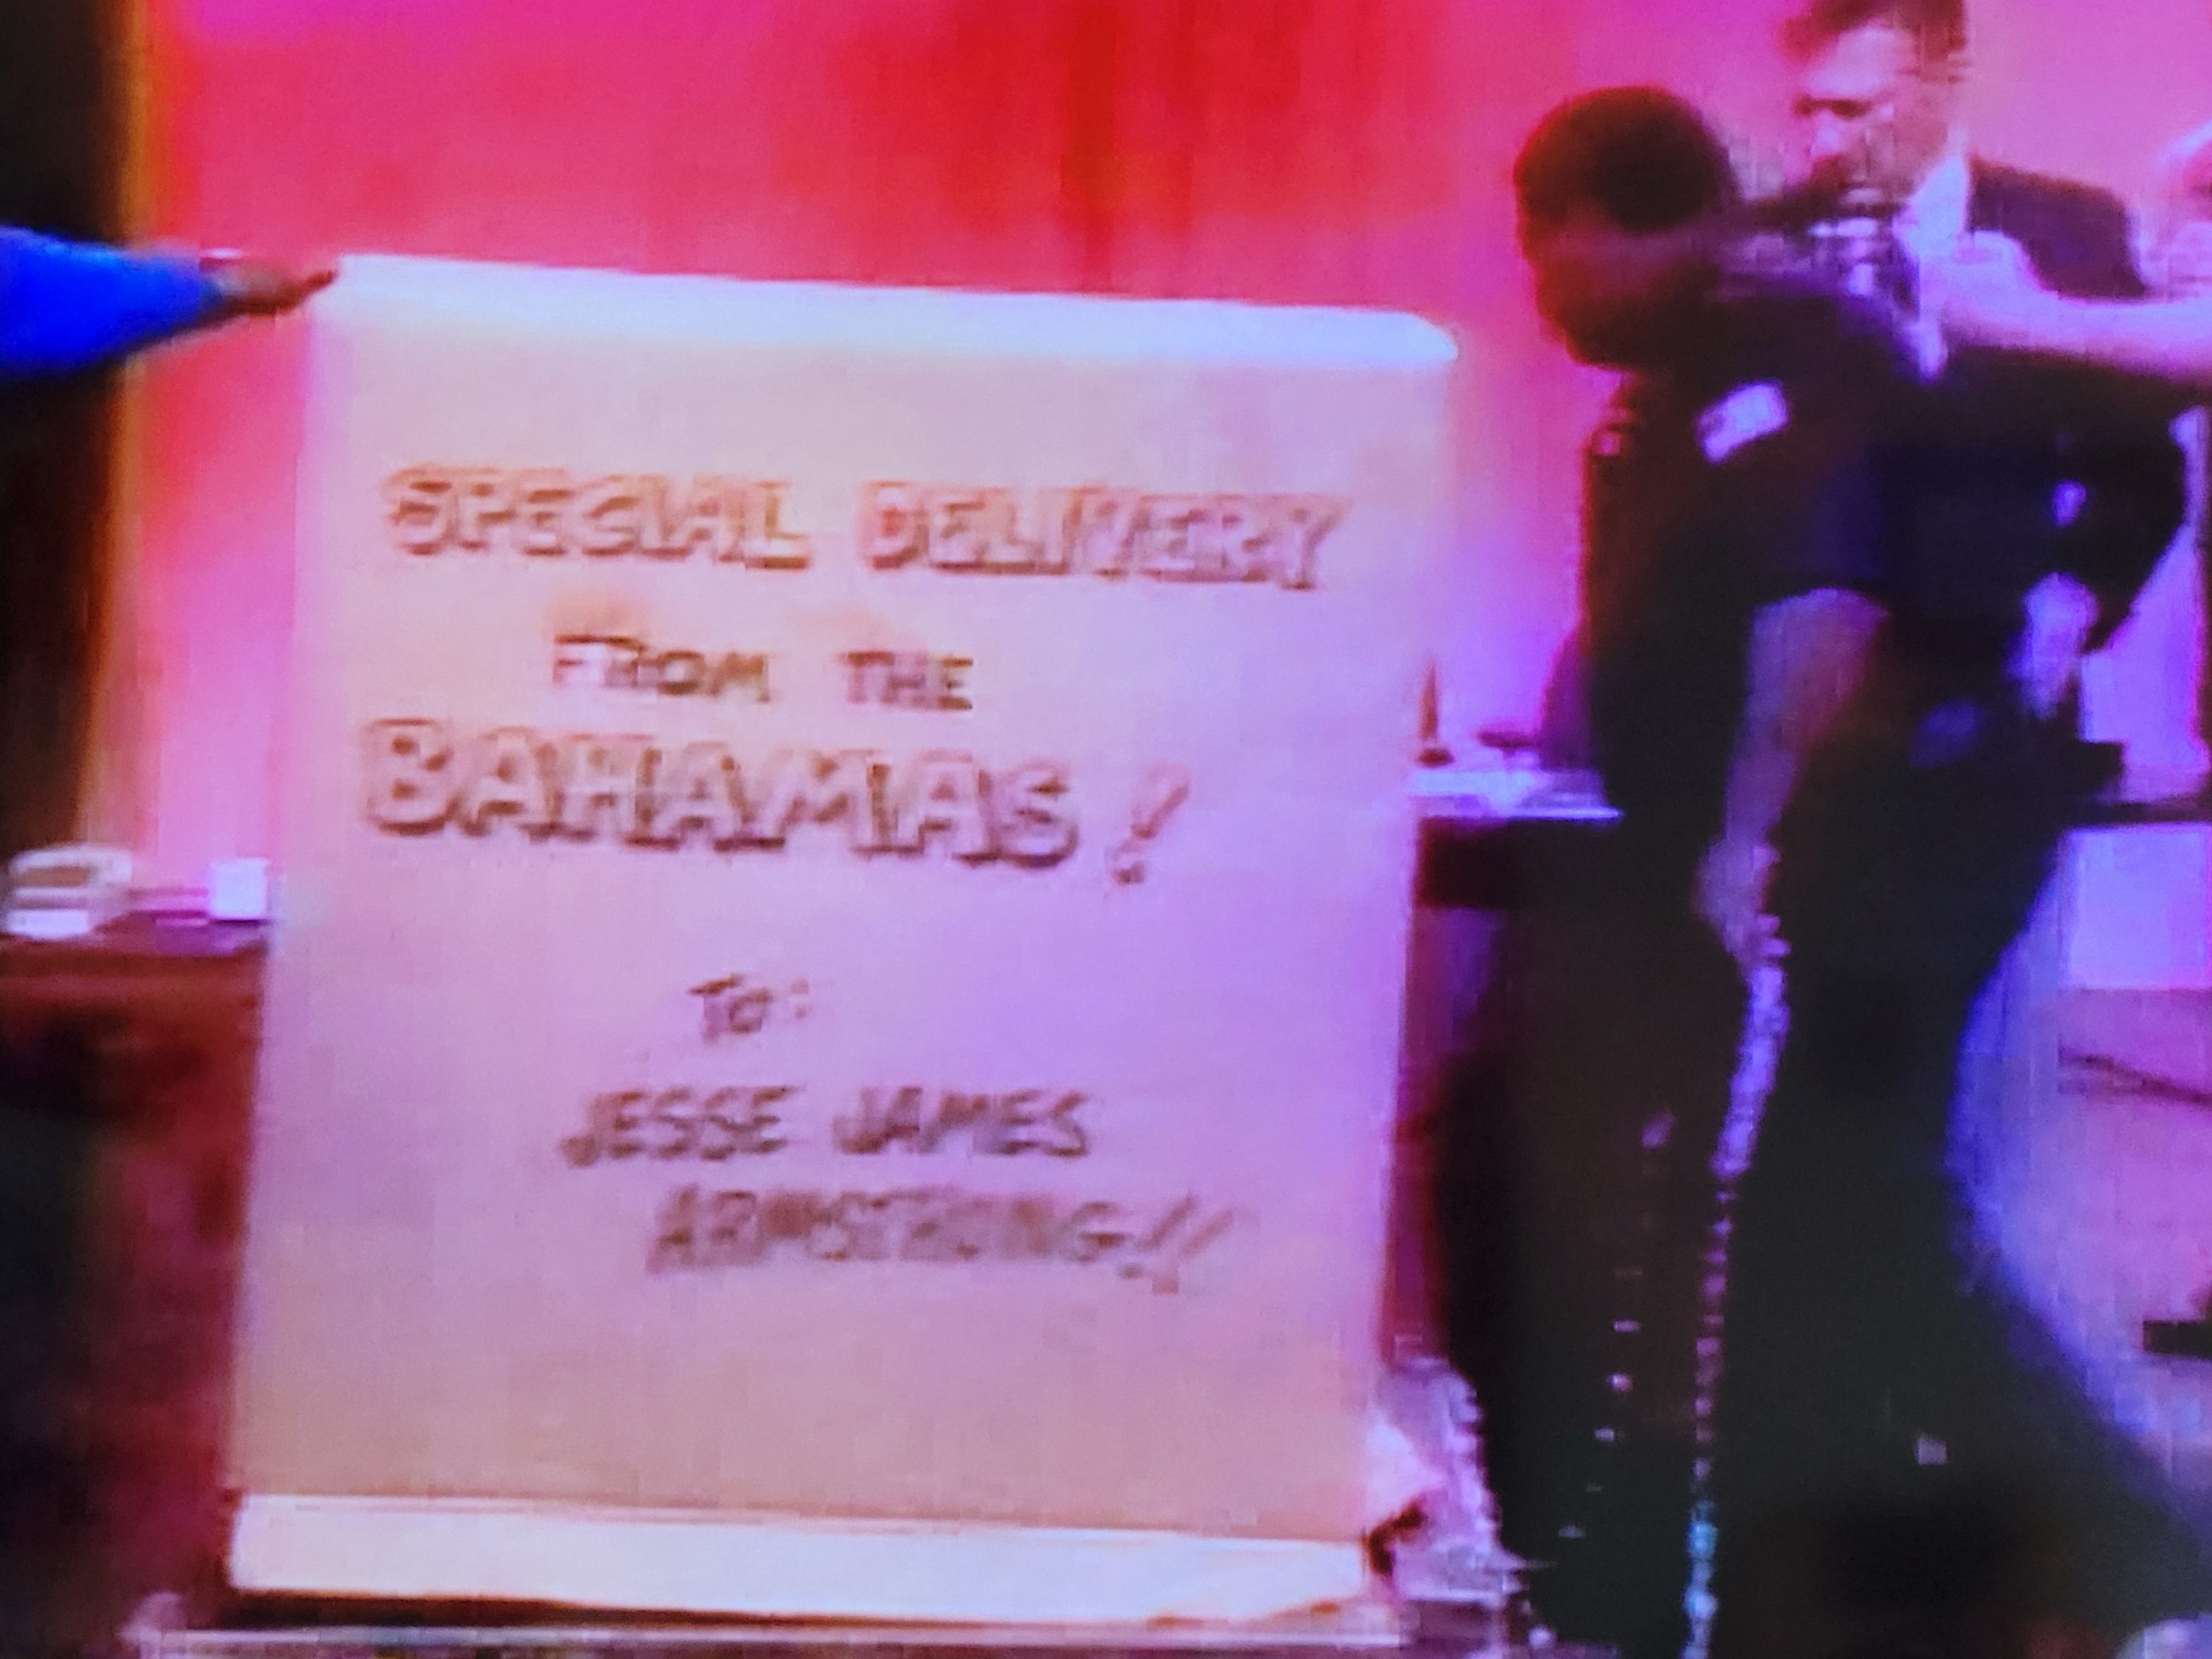 SPECIAL DELIVERY
FROM THE
BAHAMAS!
To:
JESSE JAMES
ARMSTRONG!!